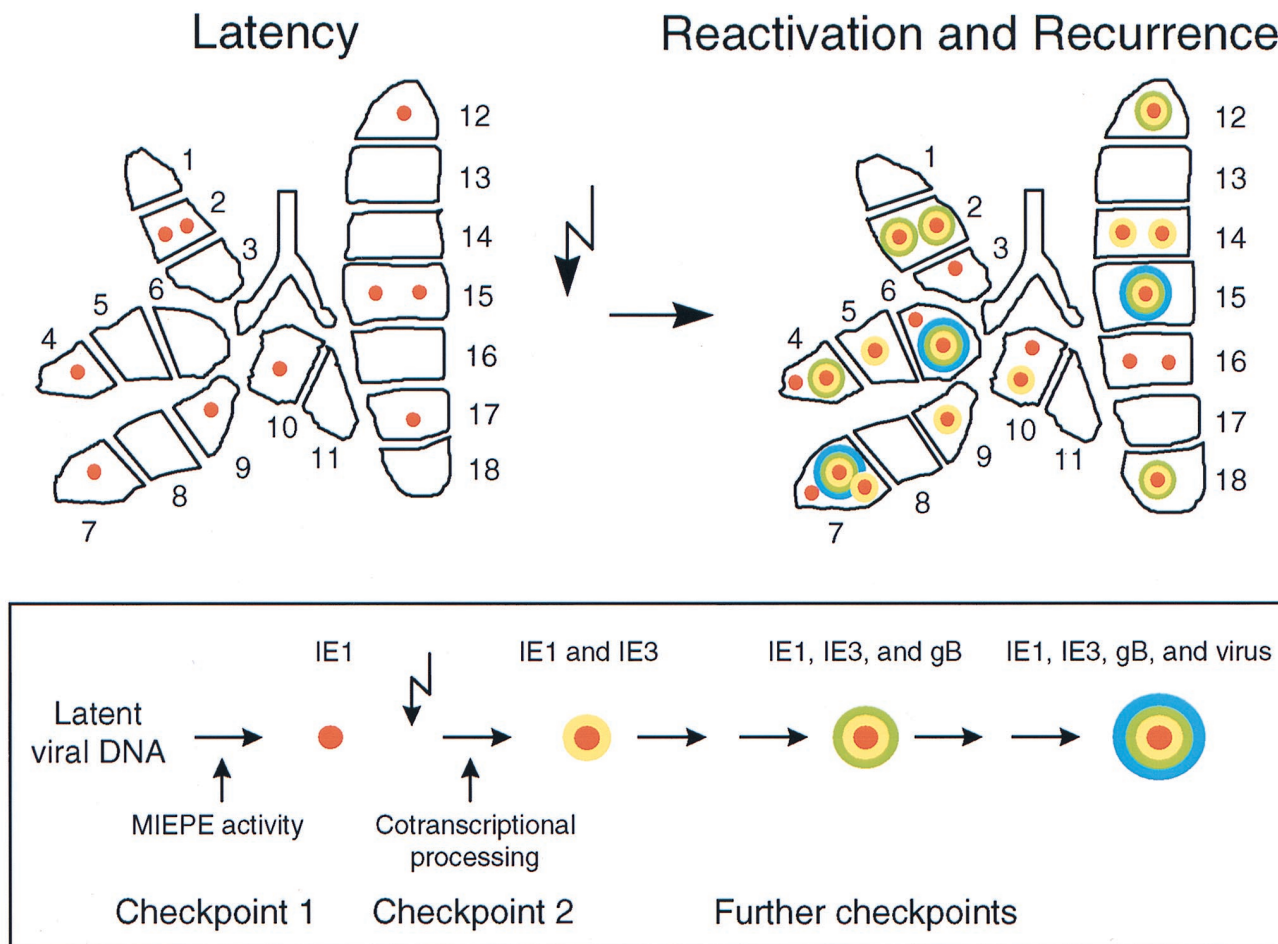 Latency
Reactivation and Recurrence
1
2
3
4
5
6
7
8
9
10
11
12
13
14
15
16
17
18
1
2
3
4
5
6
7
8
9
10
11
12
13
14
15
16
17
18
IE1
IE1 and IE3
IE1, IE3, and gB
IE1, IE3, gB, and virus
Latent
viral DNA
MIEPE activity
Cotranscriptional
processing
Checkpoint 1
Checkpoint 2
Further checkpoints